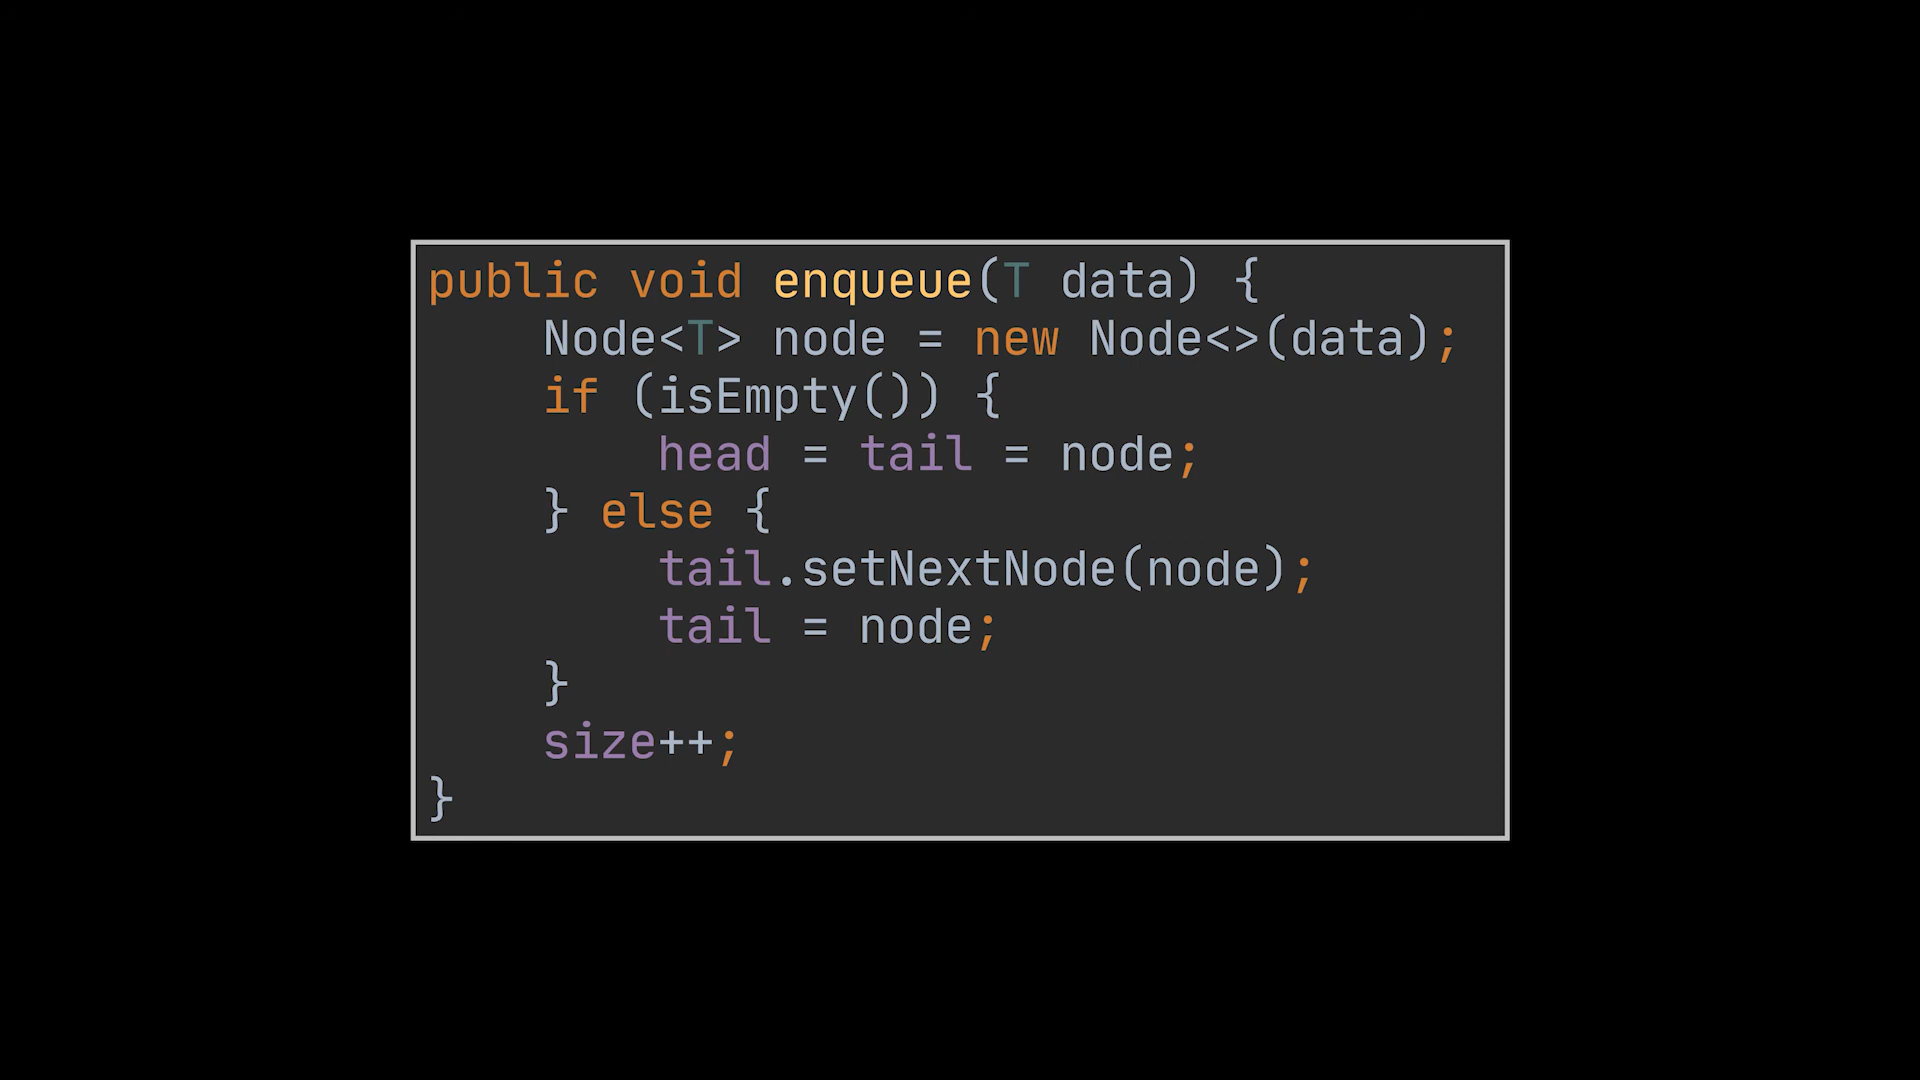 public void enqueue(T data) {
    Node<T> node = new Node<>(data);
    if (isEmpty()) {
        head = tail = node;
    } else {
        tail.setNextNode(node);
        tail = node;
    }
    size++;
}